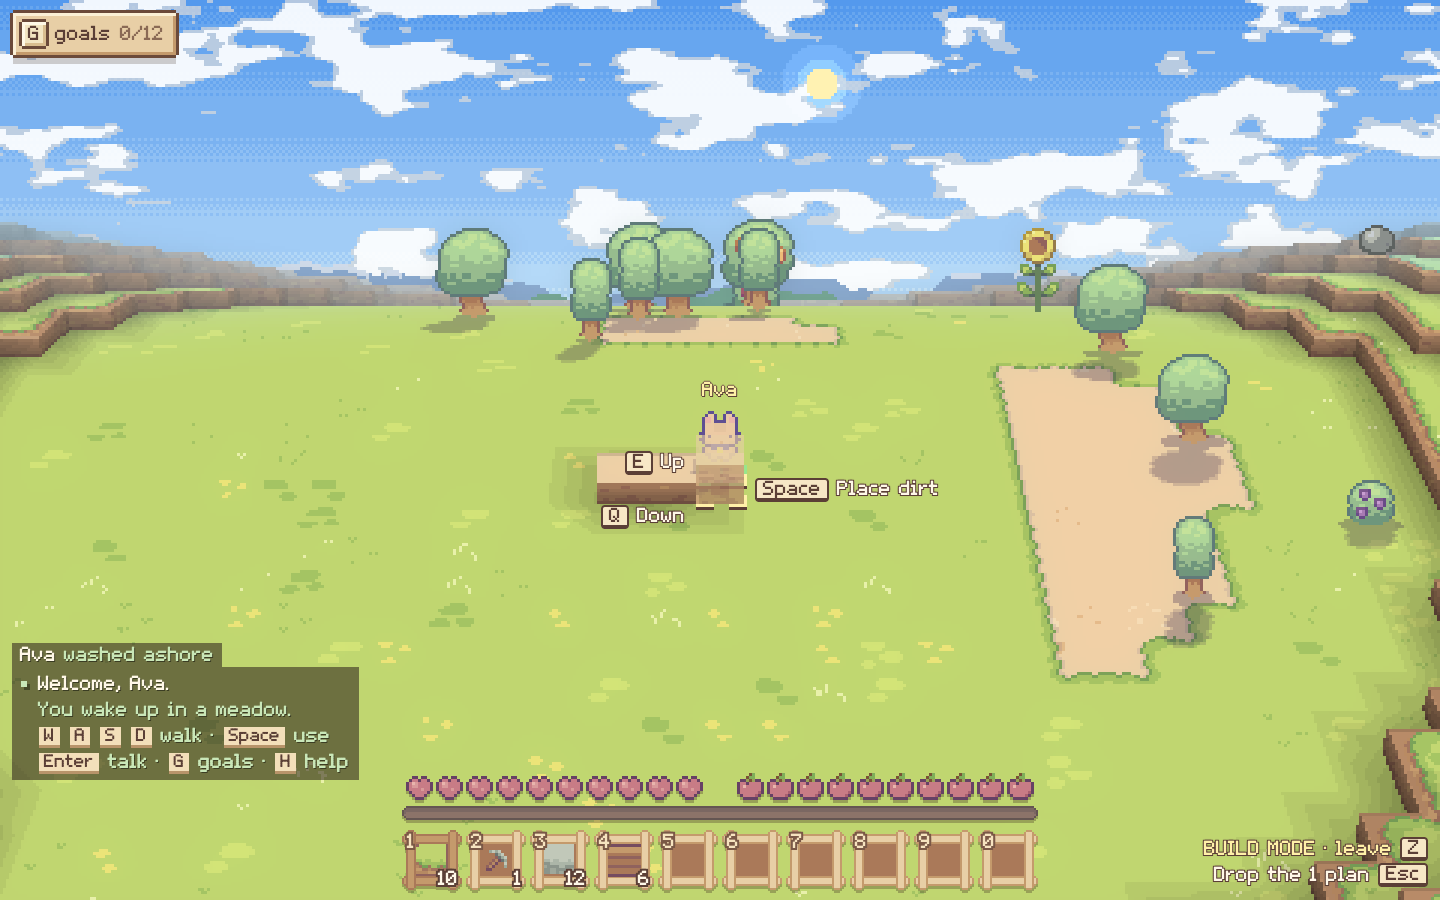 G goals 0/12
Ava
E Up
Space Place dirt
Q Down
Ava washed ashore
Welcome, Ava.
You wake up in a meadow.
W A S D walk · Space use
Enter talk · G goals · H help
1 2 3 4 5 6 7 8 9 0
10 1 12 6
BUILD MODE · leave Z
Drop the 1 plan Esc